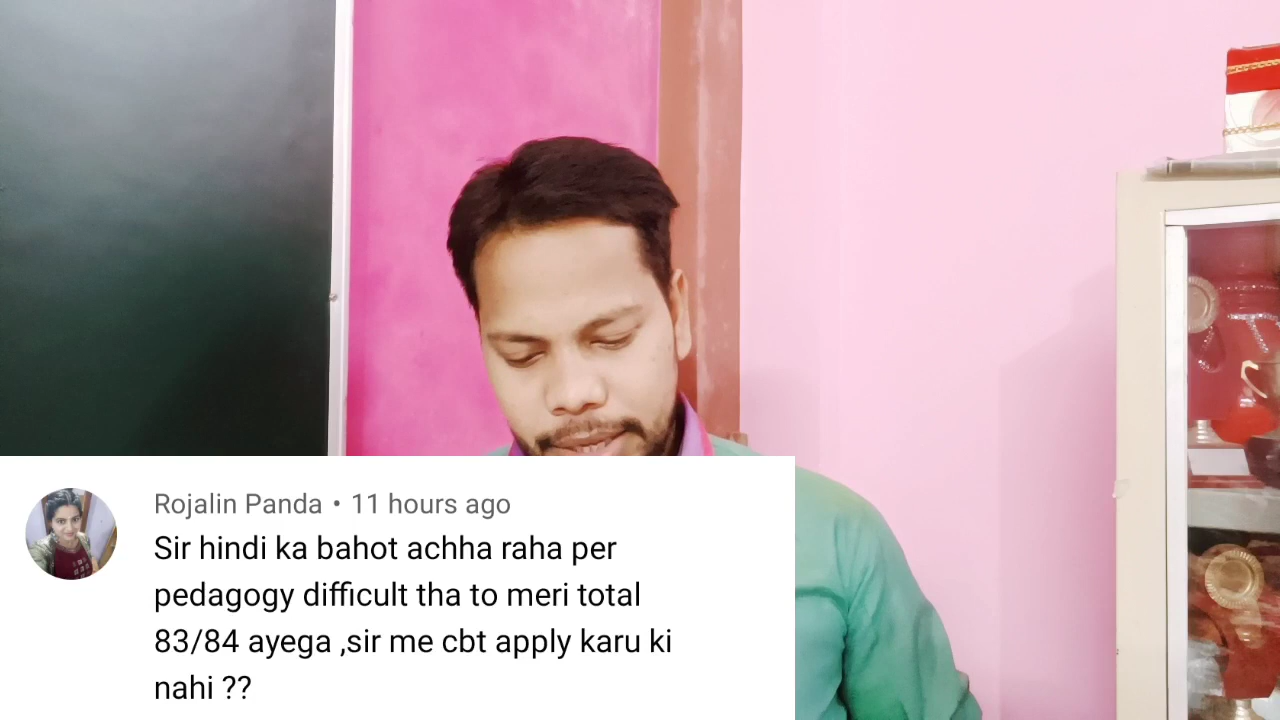 Rojalin Panda • 11 hours ago
Sir hindi ka bahot achha raha per
pedagogy difficult tha to meri total
83/84 ayega ,sir me cbt apply karu ki
nahi ??